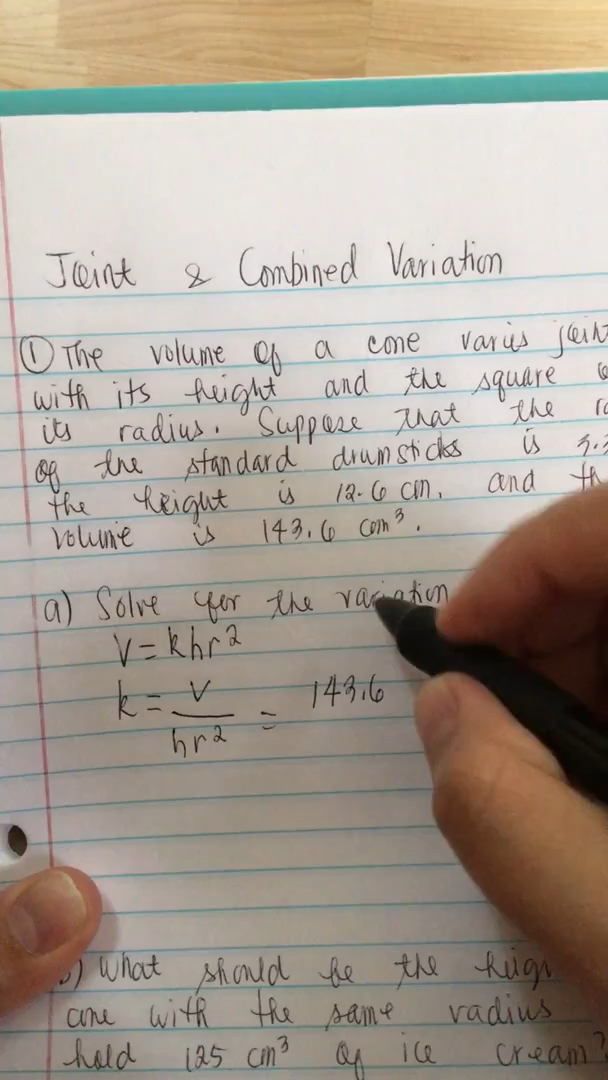 Joint & Combined Variation
① The volume of a cone varies joint
with its height and the square
its radius. Suppose that the
of the standard drumsticks is 3.
the height is 12.6 cm, and th
volume is 143.6 cm³.
a) Solve for the variation
V = khr²
k = V / hr² = 143.6
b) What should be the heigh
cone with the same radius
hold 125 cm³ of ice cream?